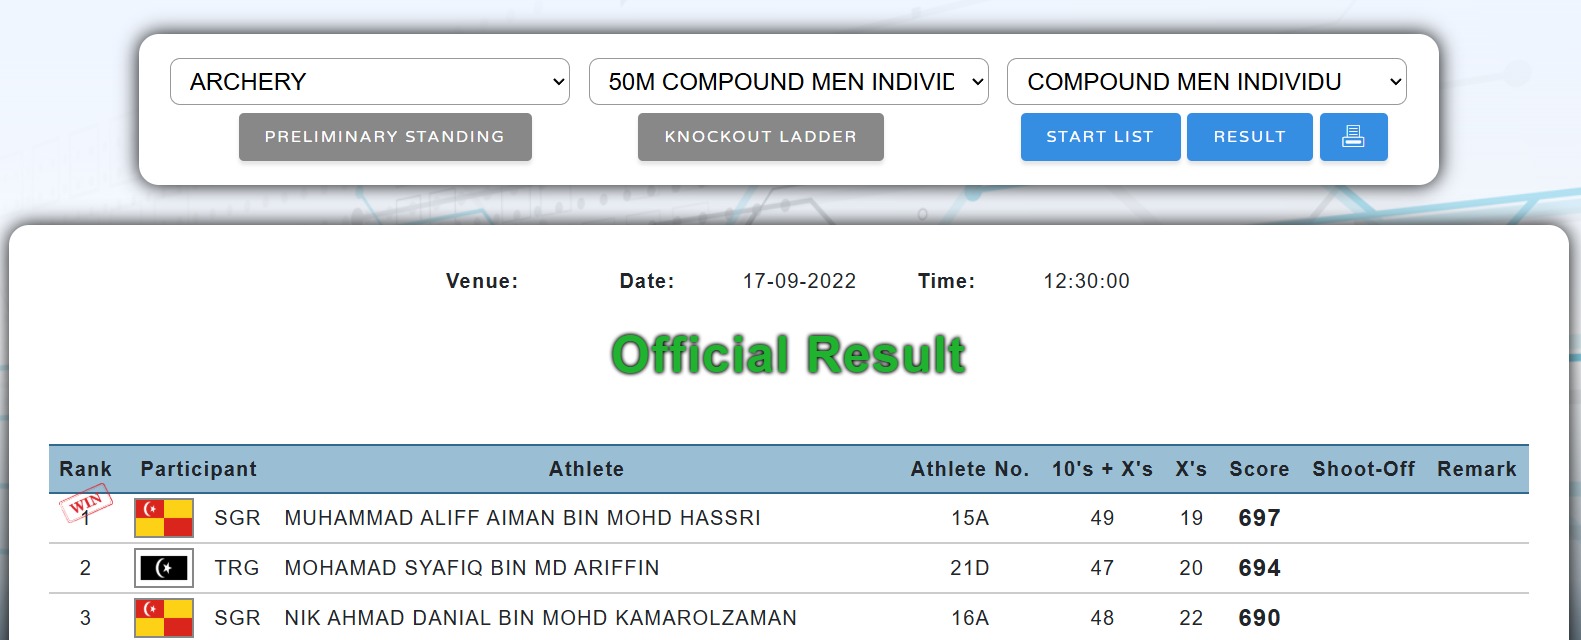 ARCHERY 50M COMPOUND MEN INDIVID COMPOUND MEN INDIVIDU
PRELIMINARY STANDING KNOCKOUT LADDER START LIST RESULT
Venue: Date: 17-09-2022 Time: 12:30:00
Official Result
Rank Participant Athlete Athlete No. 10's + X's X's Score Shoot-Off Remark
WIN
1 SGR MUHAMMAD ALIFF AIMAN BIN MOHD HASSRI 15A 49 19 697
2 TRG MOHAMAD SYAFIQ BIN MD ARIFFIN 21D 47 20 694
3 SGR NIK AHMAD DANIAL BIN MOHD KAMAROLZAMAN 16A 48 22 690